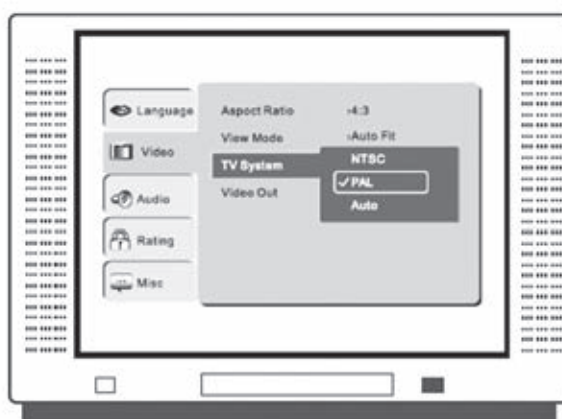 Language
Video
Audio
Rating
Misc
Aspoct Ratio :4:3
View Mode :Auto Fit
TV System
Video Out
NTSC
✓PAL
Auto